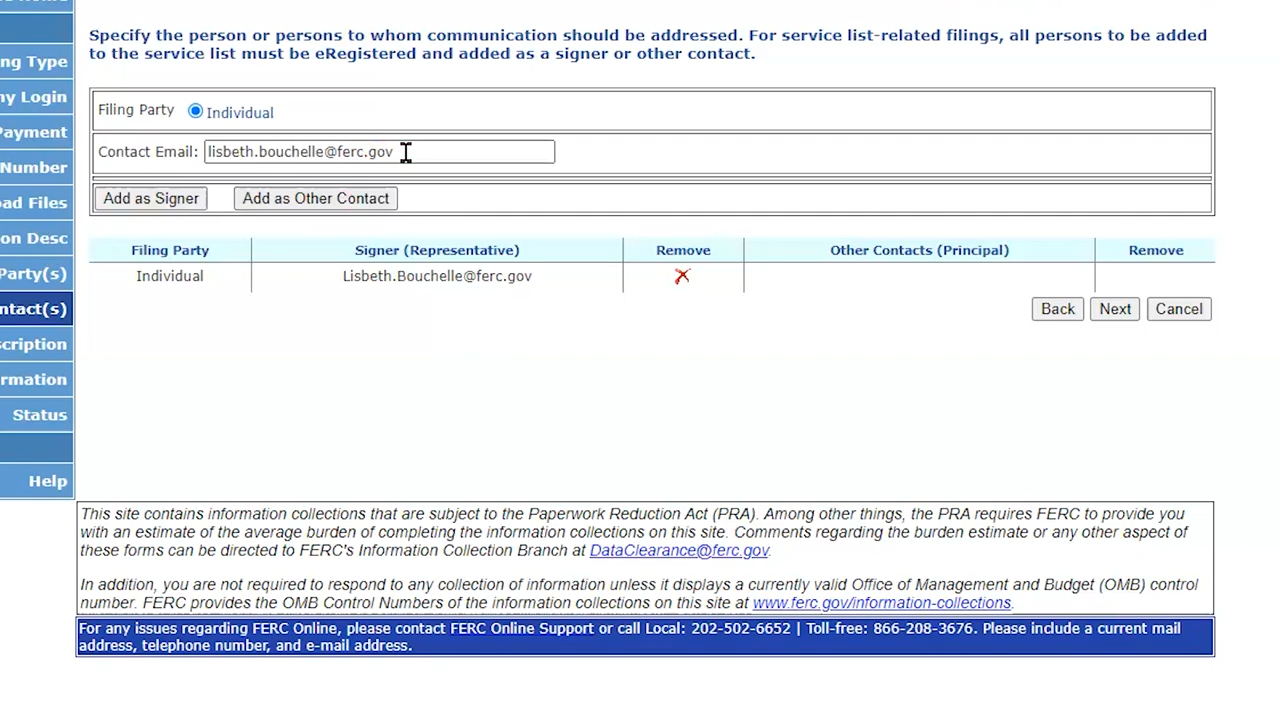 Specify the person or persons to whom communication should be addressed. For service list-related filings, all persons to be added
to the service list must be eRegistered and added as a signer or other contact.
ng Type
ny Login
Payment
Number
ad Files
on Desc
Party(s)
ntact(s)
scription
rmation
Status
Help
Filing Party Individual
Contact Email: lisbeth.bouchelle@ferc.gov
Add as Signer Add as Other Contact
Filing Party Signer (Representative) Remove Other Contacts (Principal) Remove
Individual Lisbeth.Bouchelle@ferc.gov
Back Next Cancel
This site contains information collections that are subject to the Paperwork Reduction Act (PRA). Among other things, the PRA requires FERC to provide you
with an estimate of the average burden of completing the information collections on this site. Comments regarding the burden estimate or any other aspect of
these forms can be directed to FERC's Information Collection Branch at DataClearance@ferc.gov.
In addition, you are not required to respond to any collection of information unless it displays a currently valid Office of Management and Budget (OMB) control
number. FERC provides the OMB Control Numbers of the information collections on this site at www.ferc.gov/information-collections.
For any issues regarding FERC Online, please contact FERC Online Support or call Local: 202-502-6652 | Toll-free: 866-208-3676. Please include a current mail
address, telephone number, and e-mail address.